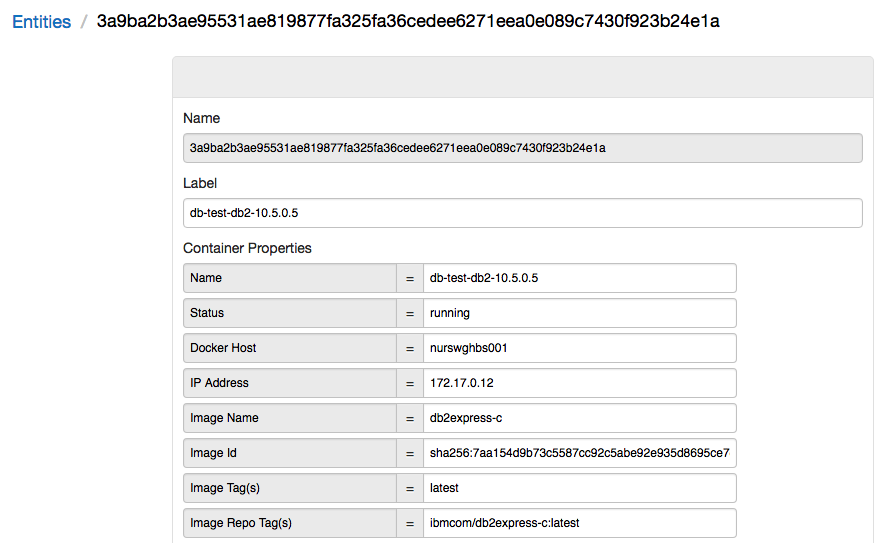 Entities / 3a9ba2b3ae95531ae819877fa325fa36cedee6271eea0e089c7430f923b24e1a
Name
3a9ba2b3ae95531ae819877fa325fa36cedee6271eea0e089c7430f923b24e1a
Label
db-test-db2-10.5.0.5
Container Properties
Name = db-test-db2-10.5.0.5
Status = running
Docker Host = nurswghbs001
IP Address = 172.17.0.12
Image Name = db2express-c
Image Id = sha256:7aa154d9b73c5587cc92c5abe92e935d8695ce7
Image Tag(s) = latest
Image Repo Tag(s) = ibmcom/db2express-c:latest